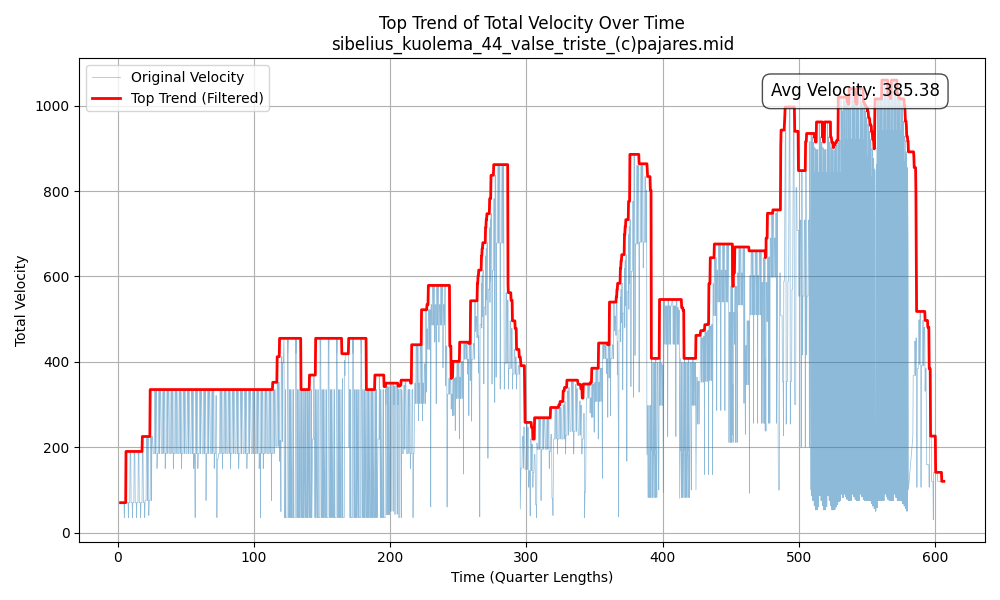 Top Trend of Total Velocity Over Time
sibelius_kuolema_44_valse_triste_(c)pajares.mid
Original Velocity
Top Trend (Filtered)
Avg Velocity: 385.38
Total Velocity
1000
800
600
400
200
0
0 100 200 300 400 500 600
Time (Quarter Lengths)